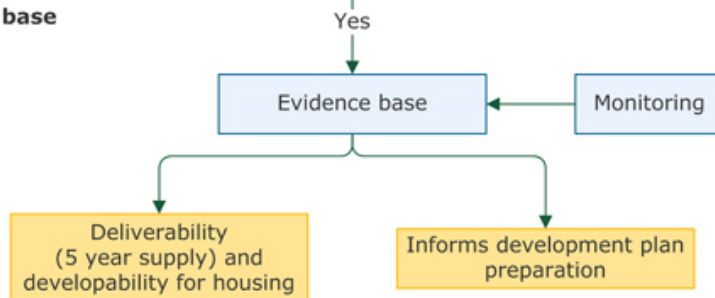 base
Yes
Evidence base
Monitoring
Deliverability
(5 year supply) and
developability for housing
Informs development plan
preparation